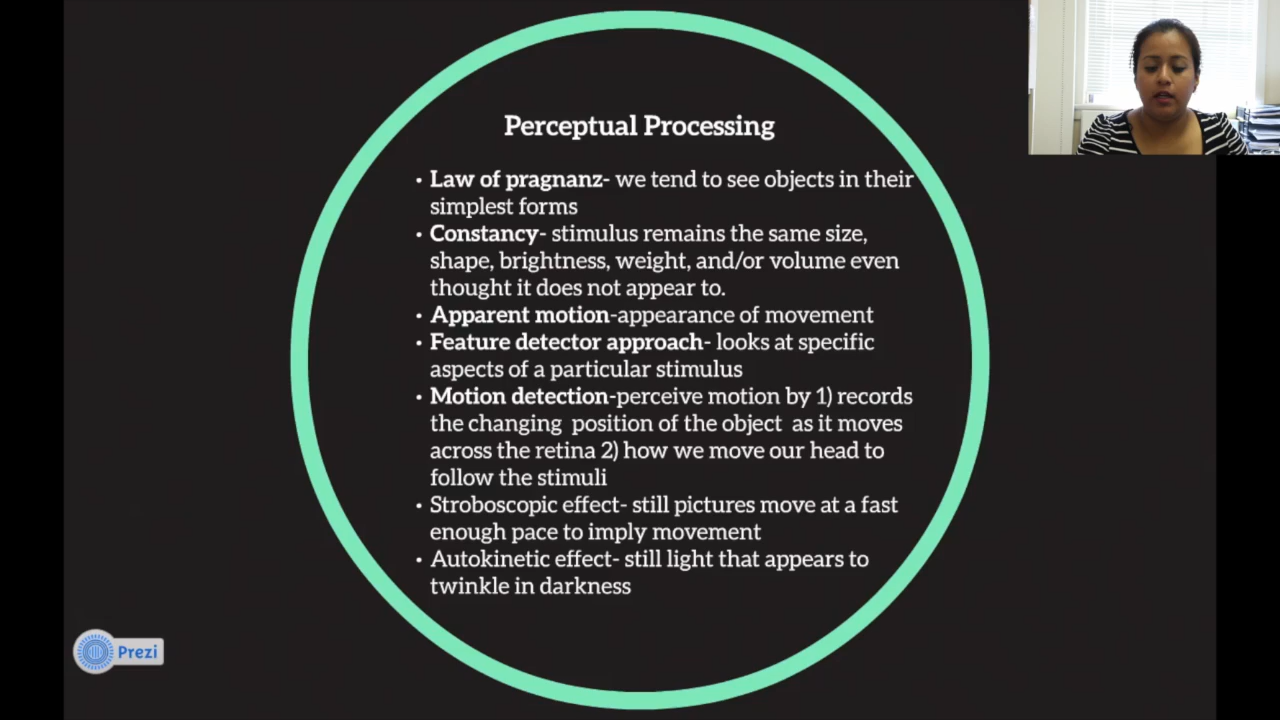 Perceptual Processing
• Law of pragnanz- we tend to see objects in their
simplest forms
• Constancy- stimulus remains the same size,
shape, brightness, weight, and/or volume even
thought it does not appear to.
• Apparent motion-appearance of movement
• Feature detector approach- looks at specific
aspects of a particular stimulus
• Motion detection-perceive motion by 1) records
the changing  position of the object  as it moves
across the retina 2) how we move our head to
follow the stimuli
• Stroboscopic effect- still pictures move at a fast
enough pace to imply movement
• Autokinetic effect- still light that appears to
twinkle in darkness
Prezi